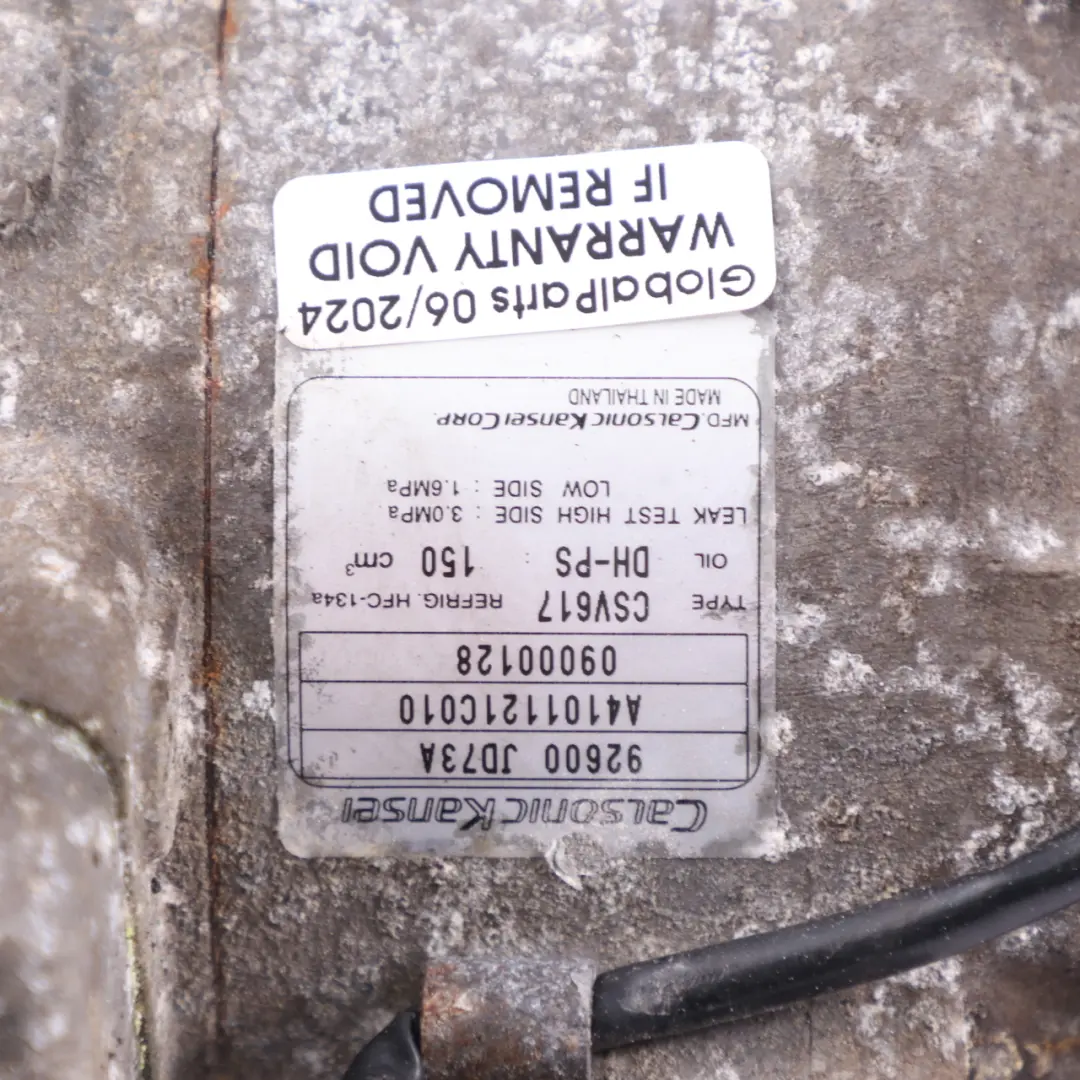 CalsonicKansei
92600 JD73A
A4101121C010
09000128
TYPE CSV617 REFRIG. HFC-134a
OIL DH-PS : 150 cm³
LEAK TEST HIGH SIDE : 3.0MPa
LOW SIDE : 1.6MPa
MFD. CALSONIC KANSEI CORP.
MADE IN THAILAND
GlobalParts 06/2024
WARRANTY VOID
IF REMOVED